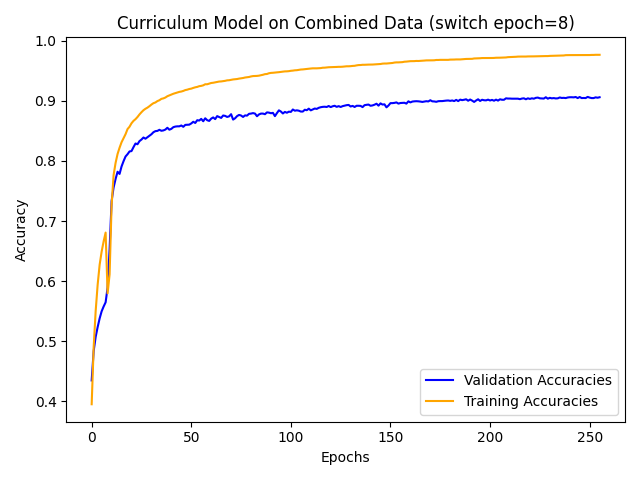 Curriculum Model on Combined Data (switch epoch=8)
1.0
0.9
0.8
0.7
0.6
0.5
0.4
Accuracy
0
50
100
150
200
250
Epochs
Validation Accuracies
Training Accuracies